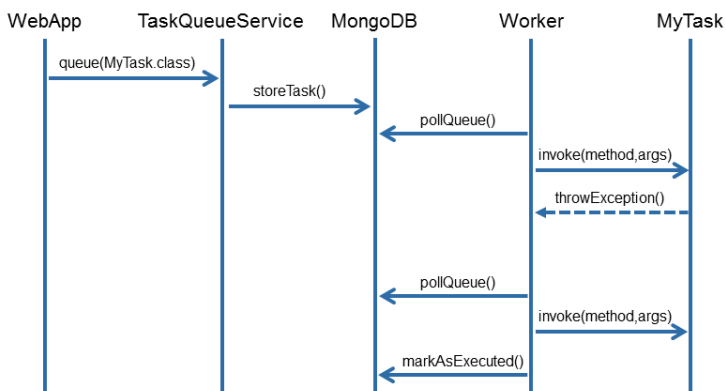 WebApp TaskQueueService MongoDB Worker MyTask
queue(MyTask.class)
storeTask()
pollQueue()
invoke(method,args)
throwException()
pollQueue()
invoke(method,args)
markAsExecuted()